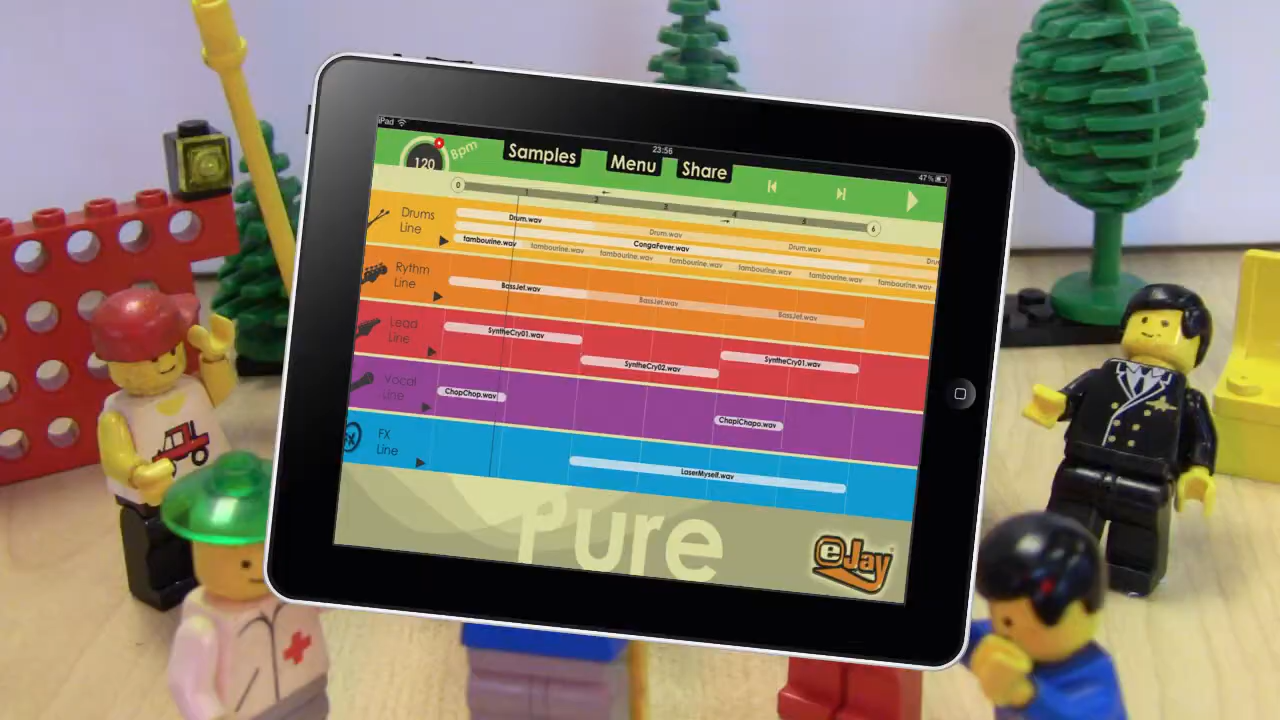 iPad
23:56
47%
120
Bpm
Samples
Menu
Share
0
1
2
3
4
5
6
Drums
Line
Drum.wav
Drum.wav
Drum.wav
CongaFever.wav
tambourine.wav
tambourine.wav
tambourine.wav
tambourine.wav
tambourine.wav
tambourine.wav
tambourine.wav
Rythm
Line
BassJet.wav
BassJet.wav
BassJet.wav
Lead
Line
SyntheCry01.wav
SyntheCry02.wav
SyntheCry01.wav
Vocal
Line
ChopChop.wav
ChapiChapo.wav
FX
Line
LaserMyself.wav
Pure
eJay